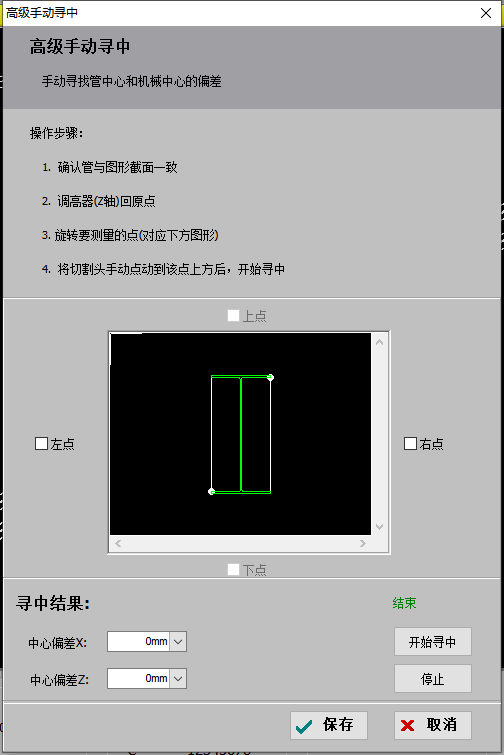 高级手动寻中
高级手动寻中
手动寻找管中心和机械中心的偏差
操作步骤:
1. 确认管与图形截面一致
2. 调高器(Z轴)回原点
3. 旋转要测量的点(对应下方图形)
4. 将切割头手动点动到该点上方后，开始寻中
上点
左点
右点
下点
寻中结果:
结束
中心偏差X:
0mm
开始寻中
中心偏差Z:
0mm
停止
保存
取消